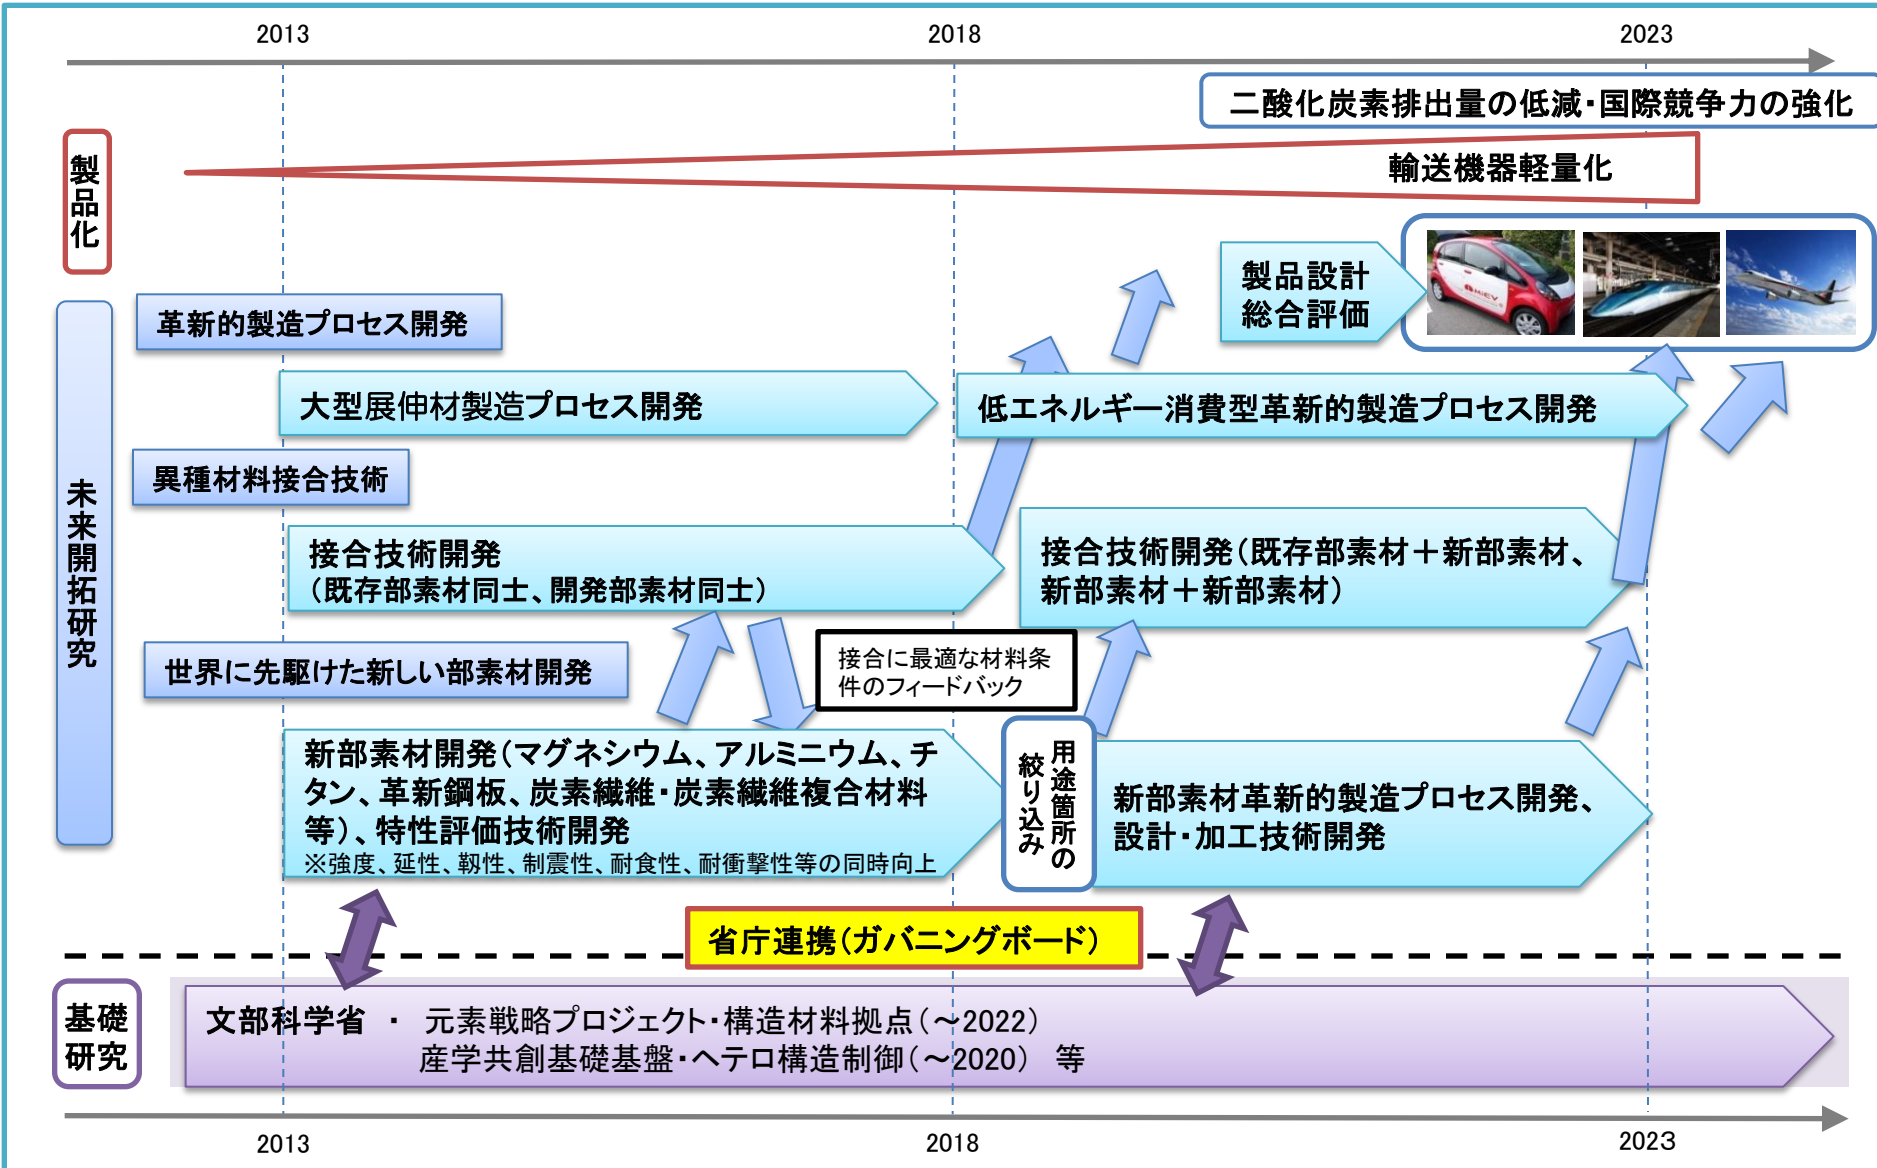 2013 2018 2023
二酸化炭素排出量の低減・国際競争力の強化
製品化
輸送機器軽量化
製品設計
総合評価
MiEV
未来開拓研究
革新的製造プロセス開発
大型展伸材製造プロセス開発
低エネルギー消費型革新的製造プロセス開発
異種材料接合技術
接合技術開発
(既存部素材同士、開発部素材同士)
接合技術開発(既存部素材+新部素材、
新部素材+新部素材)
世界に先駆けた新しい部素材開発
接合に最適な材料条
件のフィードバック
新部素材開発(マグネシウム、アルミニウム、チ
タン、革新鋼板、炭素繊維・炭素繊維複合材料
等)、特性評価技術開発
※強度、延性、靱性、制震性、耐食性、耐衝撃性等の同時向上
用途箇所の
絞り込み
新部素材革新的製造プロセス開発、
設計・加工技術開発
省庁連携(ガバニングボード)
基礎
研究
文部科学省 ・ 元素戦略プロジェクト・構造材料拠点(~2022)
産学共創基礎基盤・ヘテロ構造制御(~2020) 等
2013 2018 2023